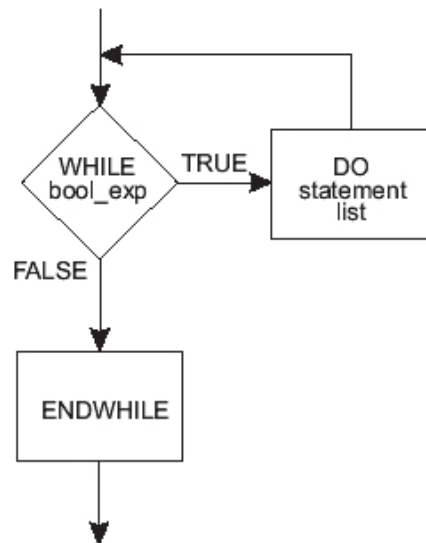 WHILE
bool_exp
TRUE
DO
statement
list
FALSE
ENDWHILE